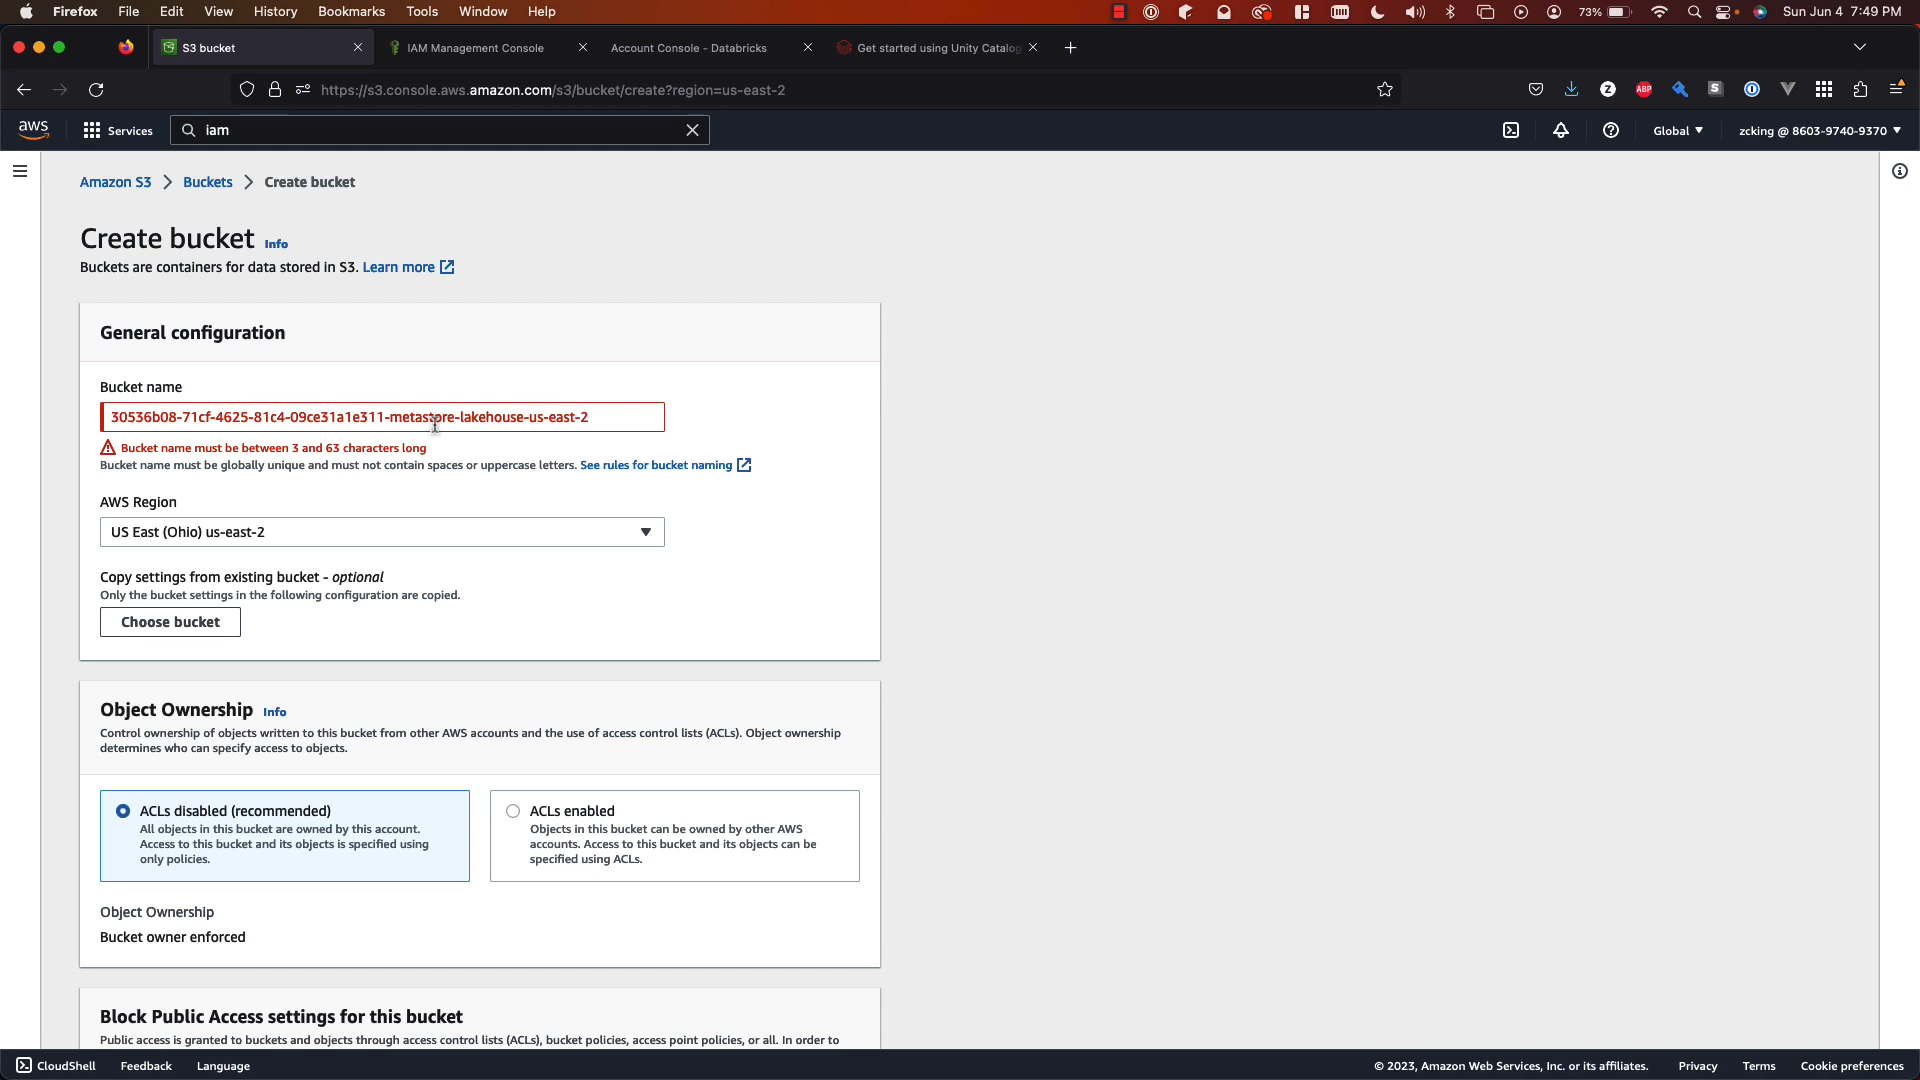 Firefox File Edit View History Bookmarks Tools Window Help 73% Sun Jun 4 7:49 PM
S3 bucket IAM Management Console Account Console - Databricks Get started using Unity Catalog
https://s3.console.aws.amazon.com/s3/bucket/create?region=us-east-2 Z ABP S
aws Services iam Global zcking @ 8603-9740-9370
Amazon S3 Buckets Create bucket
Create bucket Info
Buckets are containers for data stored in S3. Learn more
General configuration
Bucket name
30536b08-71cf-4625-81c4-09ce31a1e311-metastore-lakehouse-us-east-2
Bucket name must be between 3 and 63 characters long
Bucket name must be globally unique and must not contain spaces or uppercase letters. See rules for bucket naming
AWS Region
US East (Ohio) us-east-2
Copy settings from existing bucket - optional
Only the bucket settings in the following configuration are copied.
Choose bucket
Object Ownership Info
Control ownership of objects written to this bucket from other AWS accounts and the use of access control lists (ACLs). Object ownership
determines who can specify access to objects.
ACLs disabled (recommended)
All objects in this bucket are owned by this account.
Access to this bucket and its objects is specified using
only policies.
ACLs enabled
Objects in this bucket can be owned by other AWS
accounts. Access to this bucket and its objects can be
specified using ACLs.
Object Ownership
Bucket owner enforced
Block Public Access settings for this bucket
Public access is granted to buckets and objects through access control lists (ACLs), bucket policies, access point policies, or all. In order to
CloudShell Feedback Language © 2023, Amazon Web Services, Inc. or its affiliates. Privacy Terms Cookie preferences